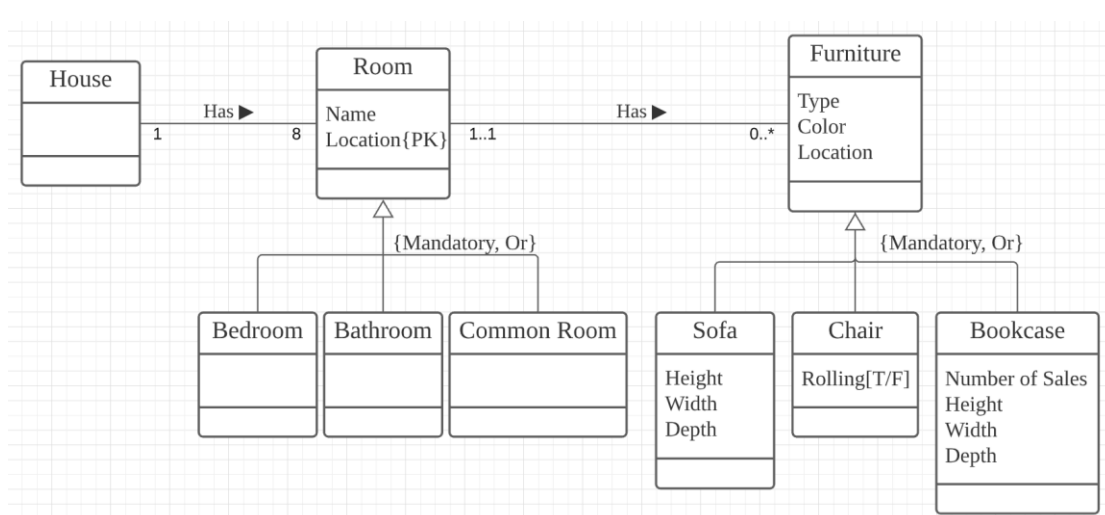 House
Has ▶
1
8
Room
Name
Location{PK}
Has ▶
1..1
0..*
Furniture
Type
Color
Location
{Mandatory, Or}
{Mandatory, Or}
Bedroom
Bathroom
Common Room
Sofa
Height
Width
Depth
Chair
Rolling[T/F]
Bookcase
Number of Sales
Height
Width
Depth